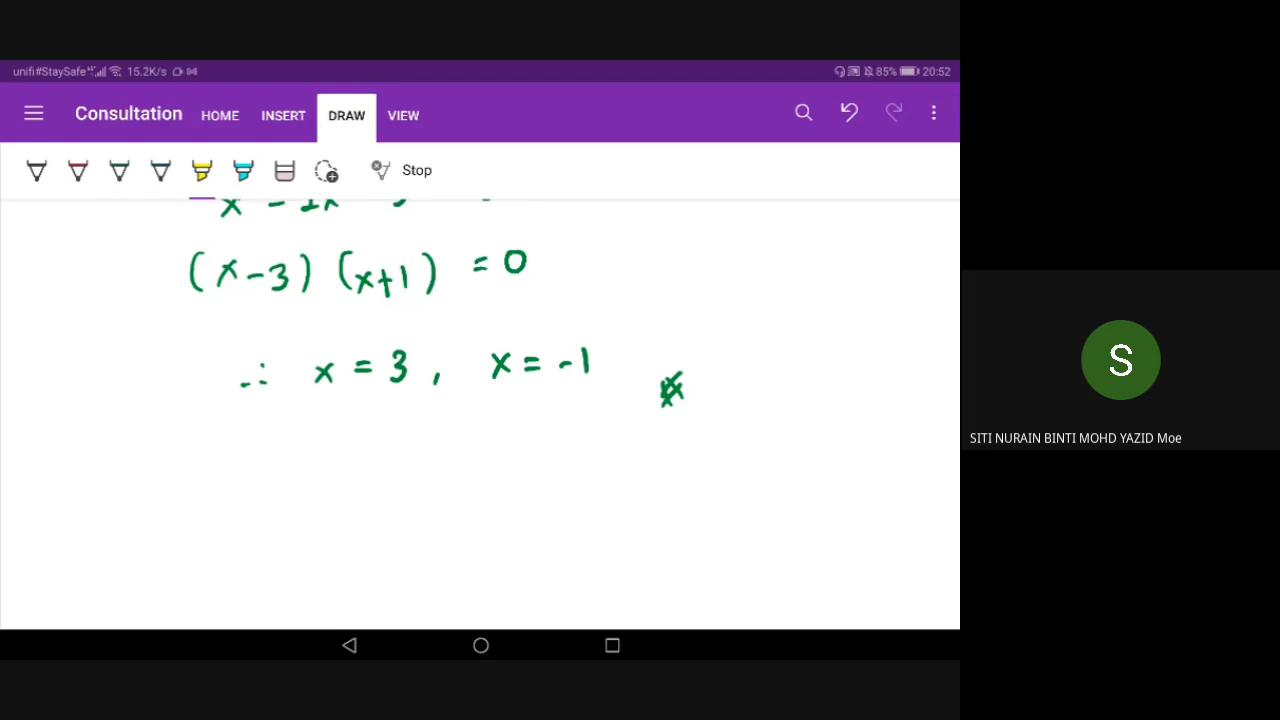 unifi#StaySafe 15.2K/s 85% 20:52
Consultation HOME INSERT DRAW VIEW
Stop
(x-3) (x+1) = 0
∴ x = 3, x = -1
S
SITI NURAIN BINTI MOHD YAZID Moe